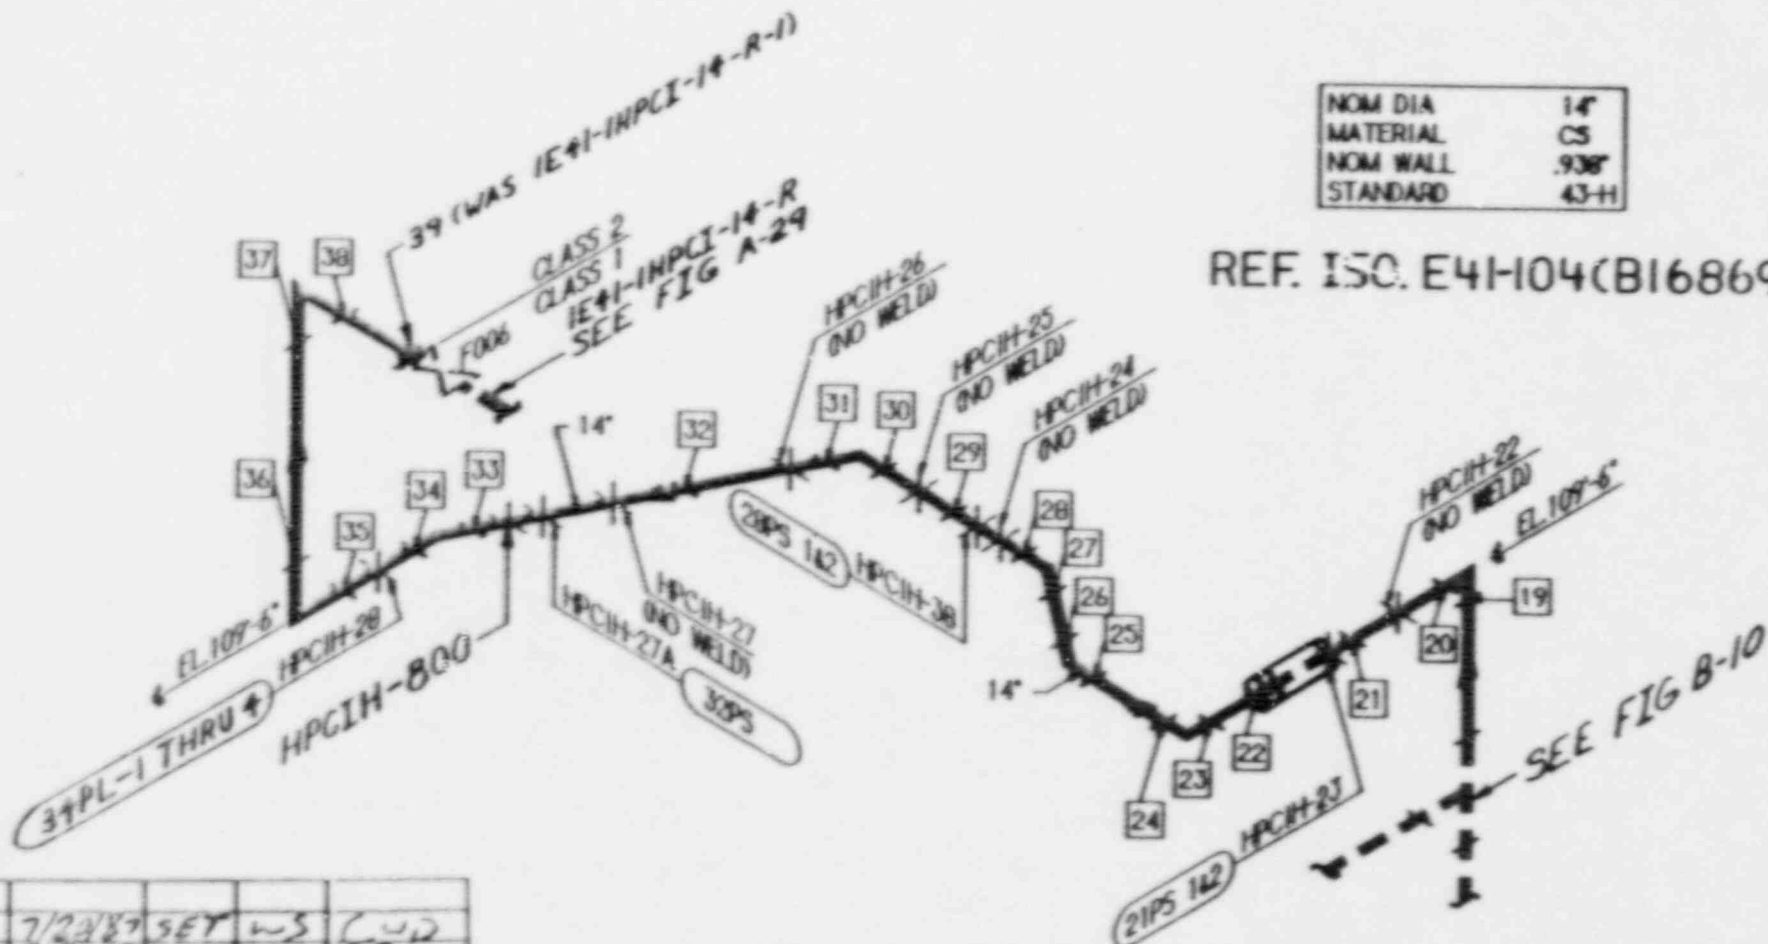 39 (WAS 1E41-1HPCI-14-R-1)
NOM DIA 14"
MATERIAL CS
NOM WALL .938"
STANDARD 43-H
REF. ISO. E41-104(B16869
CLASS 2
CLASS 1
1E41-1HPCI-14-R
SEE FIG A-29
F006
37
38
HPCIH-26
(NO WELD)
HPCIH-25
(NO WELD)
HPCIH-24
(NO WELD)
HPCIH-22
(NO WELD)
EL.109'-6"
36
35
34
33
14"
32
31
30
29
28
27
26
25
14"
24
23
22
21
20
19
EL.109'-6"
34PL-1 THRU 4
HPCIH-28
HPCIH-800
HPCIH-27A
32PS
HPCIH-27
(NO WELD)
28PS 1&2
HPCIH-38
21PS 1&2
HPCIH-23
SEE FIG B-10
SET
WS